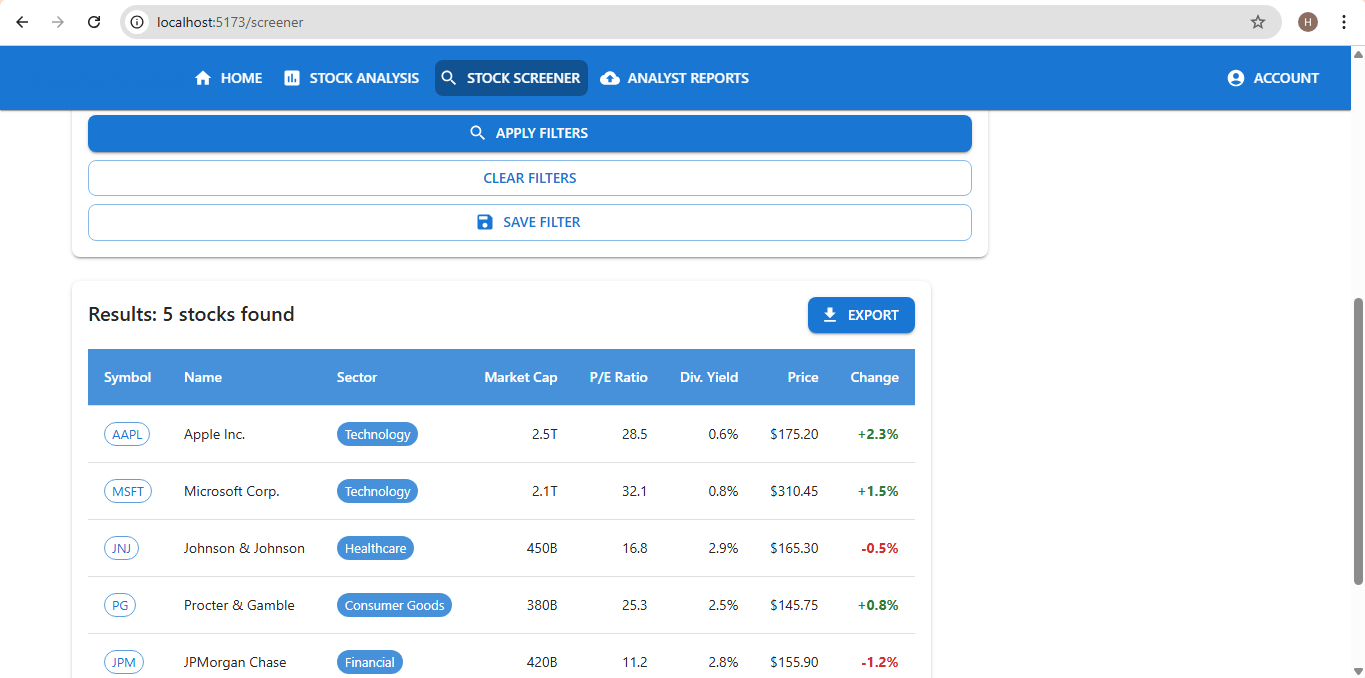 localhost:5173/screener
H
HOME STOCK ANALYSIS STOCK SCREENER ANALYST REPORTS ACCOUNT
APPLY FILTERS
CLEAR FILTERS
SAVE FILTER
Results: 5 stocks found
EXPORT
Symbol Name Sector Market Cap P/E Ratio Div. Yield Price Change
AAPL Apple Inc. Technology 2.5T 28.5 0.6% $175.20 +2.3%
MSFT Microsoft Corp. Technology 2.1T 32.1 0.8% $310.45 +1.5%
JNJ Johnson & Johnson Healthcare 450B 16.8 2.9% $165.30 -0.5%
PG Procter & Gamble Consumer Goods 380B 25.3 2.5% $145.75 +0.8%
JPM JPMorgan Chase Financial 420B 11.2 2.8% $155.90 -1.2%